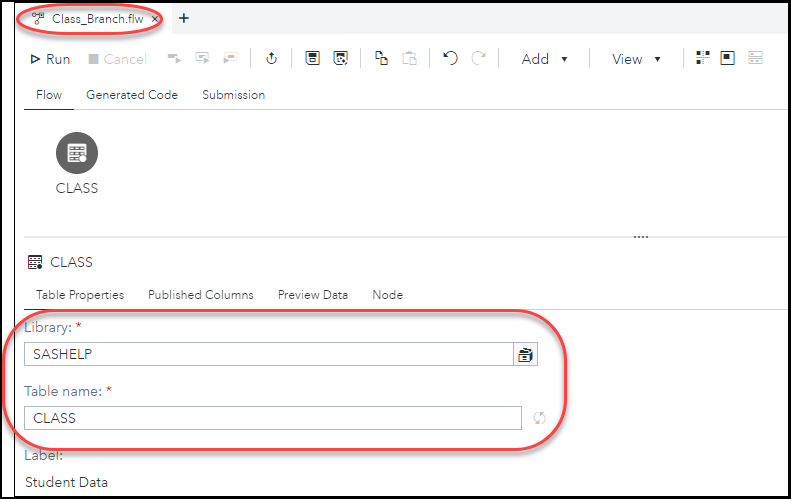 Class_Branch.flw × +
Run Cancel Add View
Flow Generated Code Submission
CLASS
CLASS
Table Properties Published Columns Preview Data Node
Library: *
SASHELP
Table name: *
CLASS
Label:
Student Data